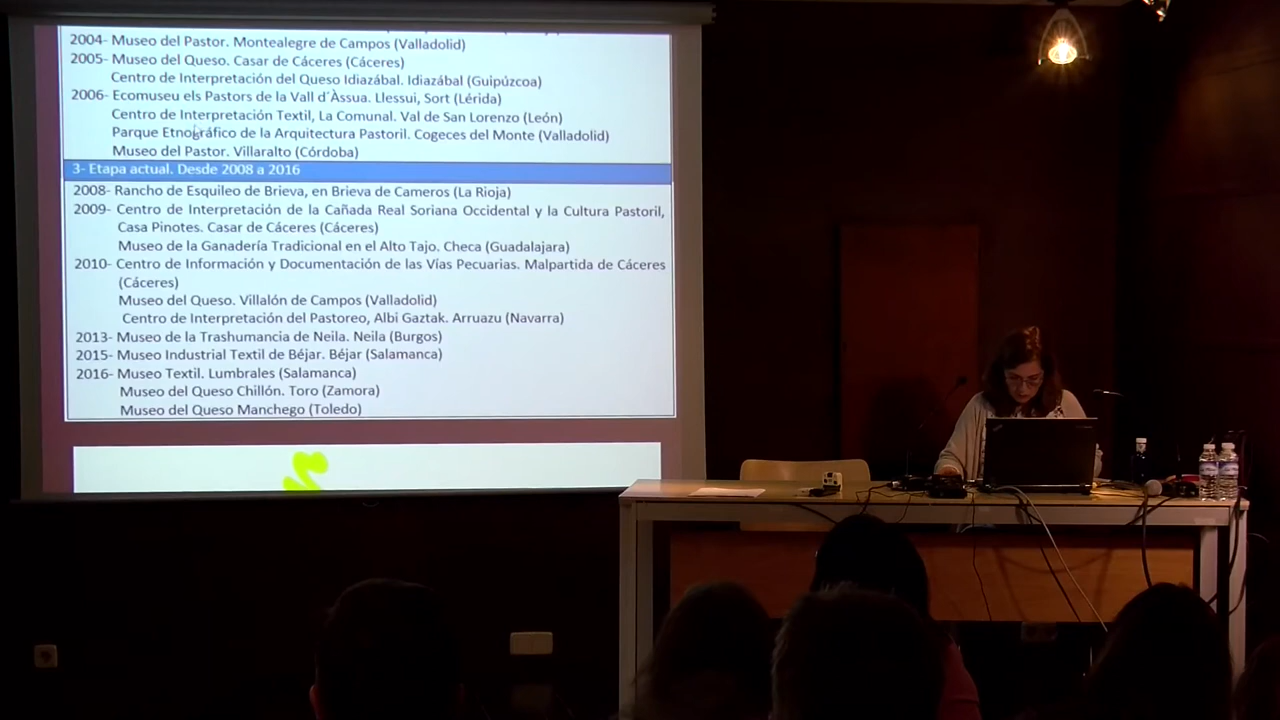 2004- Museo del Pastor. Montealegre de Campos (Valladolid)
2005- Museo del Queso. Casar de Cáceres (Cáceres)
Centro de Interpretación del Queso Idiazábal. Idiazábal (Guipúzcoa)
2006- Ecomuseu els Pastors de la Vall d´Àssua. Llessui, Sort (Lérida)
Centro de Interpretación Textil, La Comunal. Val de San Lorenzo (León)
Parque Etnográfico de la Arquitectura Pastoril. Cogeces del Monte (Valladolid)
Museo del Pastor. Villaralto (Córdoba)
3- Etapa actual. Desde 2008 a 2016
2008- Rancho de Esquileo de Brieva, en Brieva de Cameros (La Rioja)
2009- Centro de Interpretación de la Cañada Real Soriana Occidental y la Cultura Pastoril,
Casa Pinotes. Casar de Cáceres (Cáceres)
Museo de la Ganadería Tradicional en el Alto Tajo. Checa (Guadalajara)
2010- Centro de Información y Documentación de las Vías Pecuarias. Malpartida de Cáceres
(Cáceres)
Museo del Queso. Villalón de Campos (Valladolid)
Centro de Interpretación del Pastoreo, Albi Gaztak. Arruazu (Navarra)
2013- Museo de la Trashumancia de Neila. Neila (Burgos)
2015- Museo Industrial Textil de Béjar. Béjar (Salamanca)
2016- Museo Textil. Lumbrales (Salamanca)
Museo del Queso Chillón. Toro (Zamora)
Museo del Queso Manchego (Toledo)